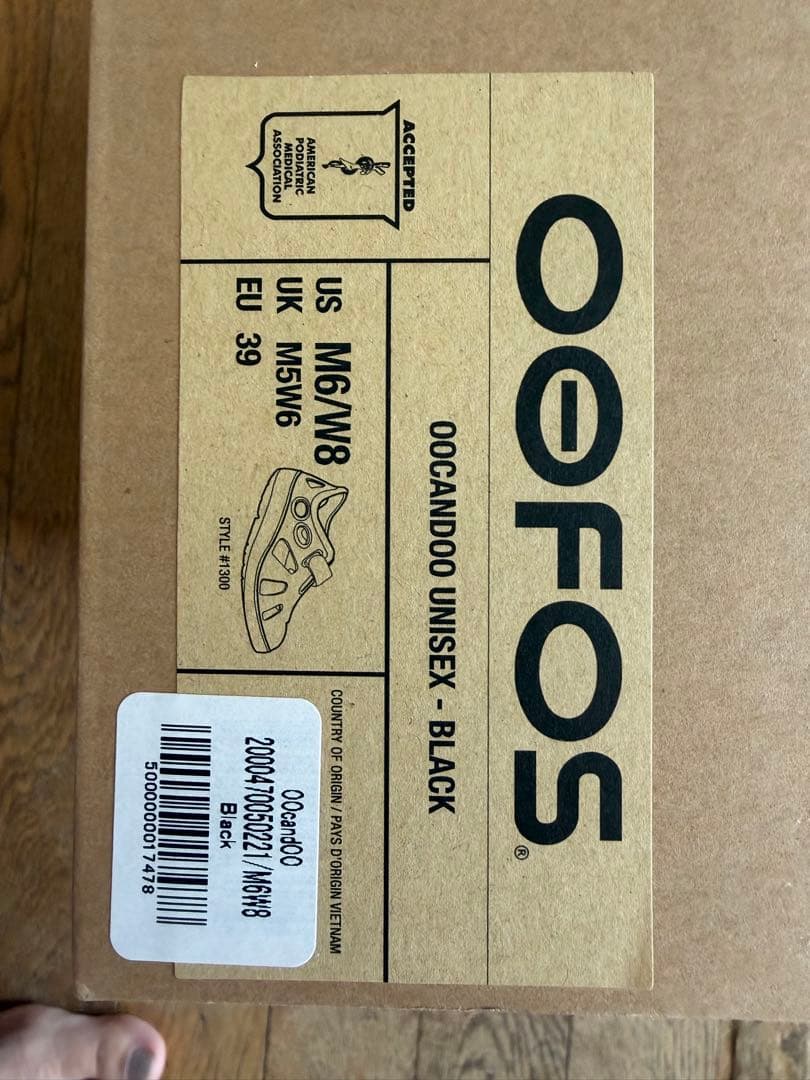 OOFOS®
OOCANDOO UNISEX - BLACK
ACCEPTED
AMERICAN
PODIATRIC
MEDICAL
ASSOCIATION
US M6/W8
UK M5W6
EU 39
STYLE #1300
COUNTRY OF ORIGIN / PAYS D'ORIGIN VIETNAM
OOcandOO
2000470050221/M6W8
Black
5000000017478